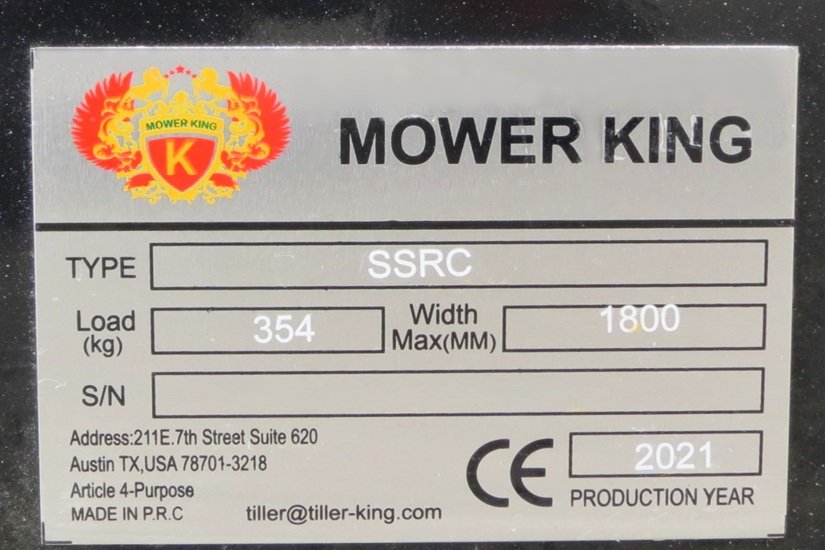 MOWER KING
K
MOWER KING
TYPE SSRC
Load (kg) 354 Width Max(MM) 1800
S/N
Address:211E.7th Street Suite 620
Austin TX,USA 78701-3218
Article 4-Purpose
MADE IN P.R.C tiller@tiller-king.com
CE 2021
PRODUCTION YEAR